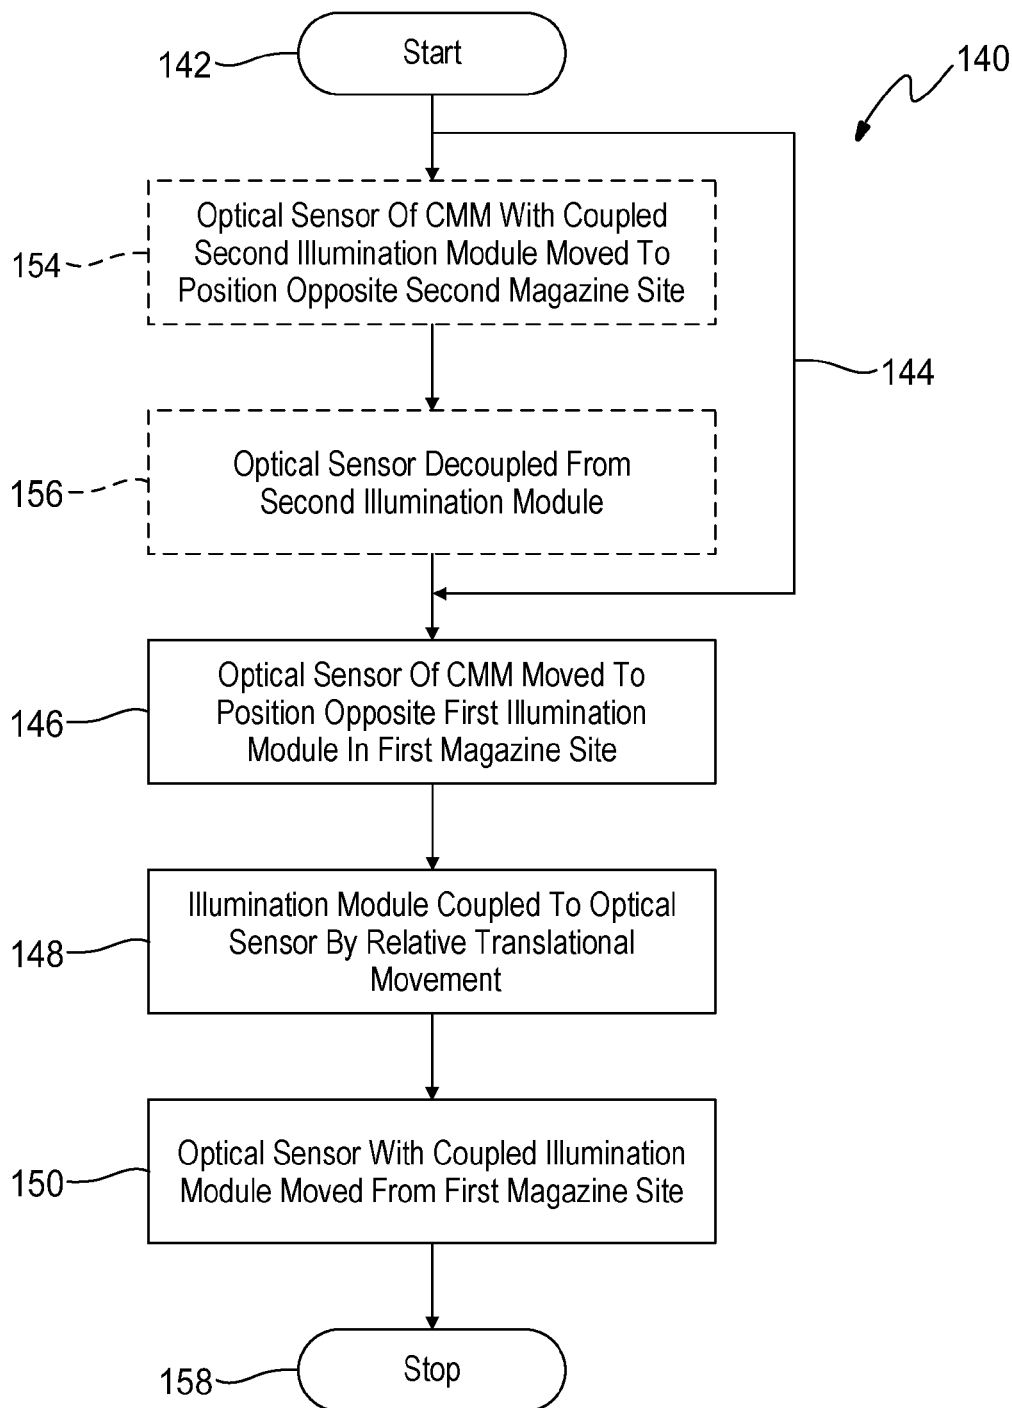 Start
142
140
Optical Sensor Of CMM With Coupled
Second Illumination Module Moved To
Position Opposite Second Magazine Site
154
144
Optical Sensor Decoupled From
Second Illumination Module
156
Optical Sensor Of CMM Moved To
Position Opposite First Illumination
Module In First Magazine Site
146
Illumination Module Coupled To Optical
Sensor By Relative Translational
Movement
148
Optical Sensor With Coupled Illumination
Module Moved From First Magazine Site
150
Stop
158